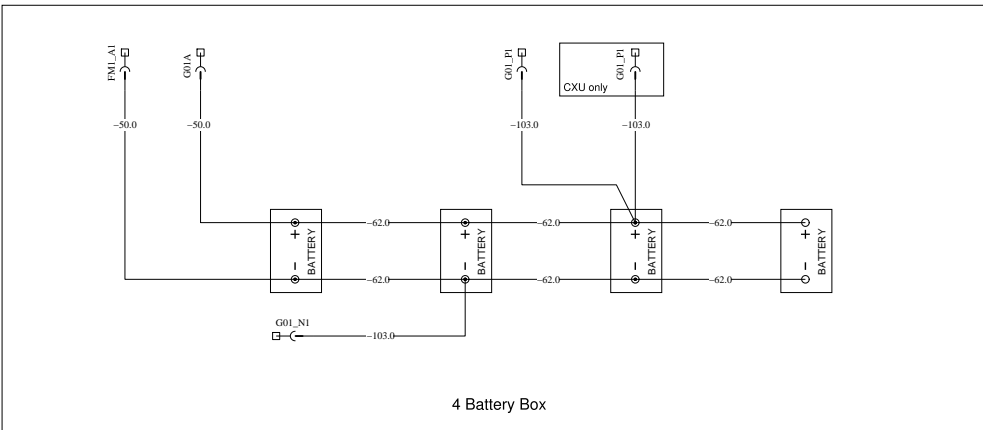 FM1_A1
G01A
G01_P1
G01_P1
CXU only
–50.0
–50.0
–103.0
–103.0
–62.0
–62.0
–62.0
+
+
+
+
BATTERY
BATTERY
BATTERY
BATTERY
–
–
–
–
–62.0
–62.0
–62.0
G01_N1
–103.0
4 Battery Box